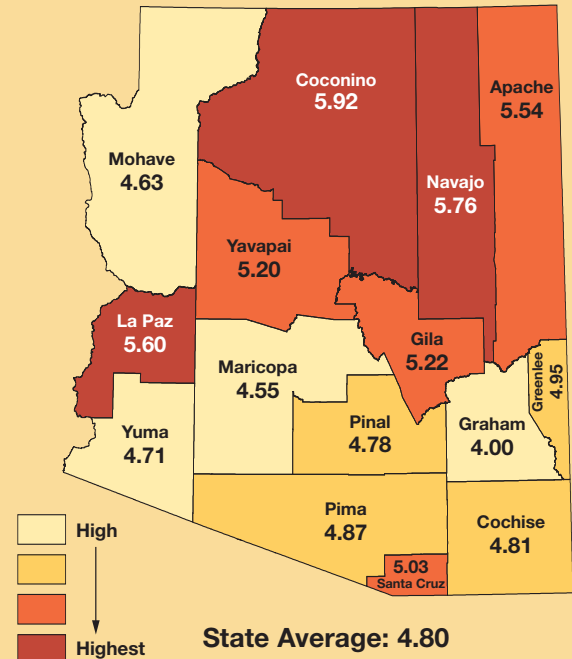 Coconino
5.92
Apache
5.54
Mohave
4.63
Navajo
5.76
Yavapai
5.20
La Paz
5.60
Gila
5.22
Maricopa
4.55
Greenlee
4.95
Yuma
4.71
Pinal
4.78
Graham
4.00
Pima
4.87
Cochise
4.81
5.03
Santa Cruz
High
Highest
State Average: 4.80